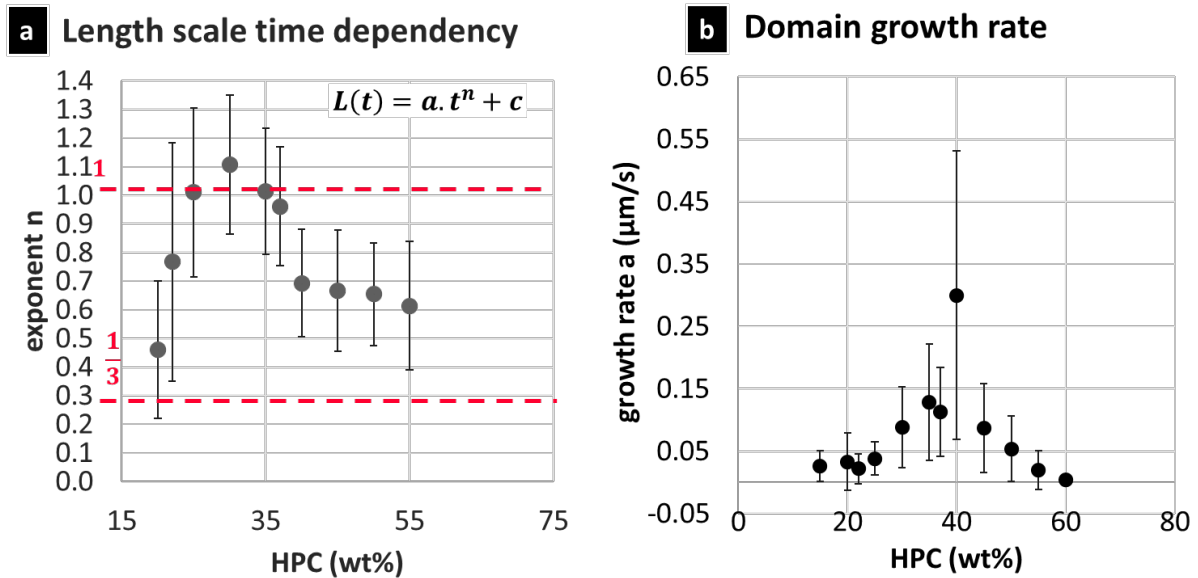 a Length scale time dependency
L(t) = a.tⁿ + c
exponent n
1.4
1.3
1.2
1.1
1.0
0.9
0.8
0.7
0.6
0.5
0.4
0.3
0.2
0.1
0.0
1
1
3
15 35 55 75
HPC (wt%)
b Domain growth rate
growth rate a (μm/s)
0.65
0.55
0.45
0.35
0.25
0.15
0.05
-0.05
0 20 40 60 80
HPC (wt%)